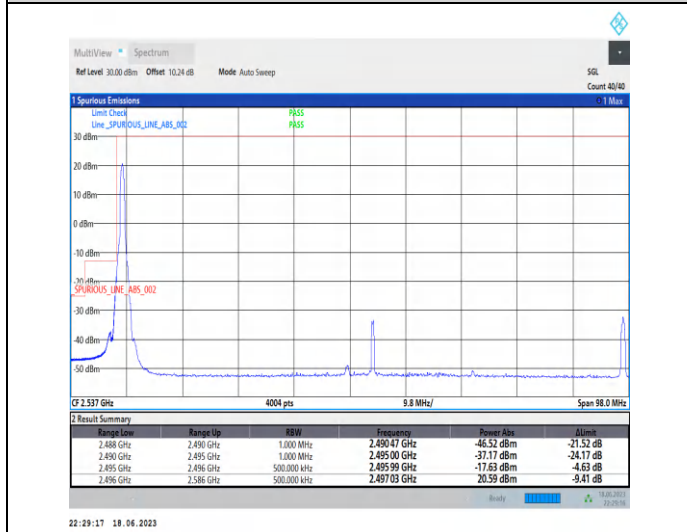 MultiView Spectrum
Ref Level 30.00 dBm Offset 10.24 dB Mode Auto Sweep SGL
Count 40/40
1 Spurious Emissions 1 Max
Limit Check PASS
Line _SPURIOUS_LINE_ABS_002 PASS
30 dBm
20 dBm
10 dBm
0 dBm
-10 dBm
-20 dBm
SPURIOUS_LINE_ABS_002
-30 dBm
-40 dBm
-50 dBm
CF 2.537 GHz 4004 pts 9.8 MHz/ Span 98.0 MHz
2 Result Summary
Range Low Range Up RBW Frequency Power Abs ΔLimit
2.488 GHz 2.490 GHz 1.000 MHz 2.490 47 GHz -46.52 dBm -21.52 dB
2.490 GHz 2.495 GHz 1.000 MHz 2.495 00 GHz -37.17 dBm -24.17 dB
2.495 GHz 2.496 GHz 500.000 kHz 2.495 99 GHz -17.63 dBm -4.63 dB
2.496 GHz 2.586 GHz 500.000 kHz 2.497 03 GHz 20.59 dBm -9.41 dB
Ready 18.06.2023
22:29:16
22:29:17 18.06.2023